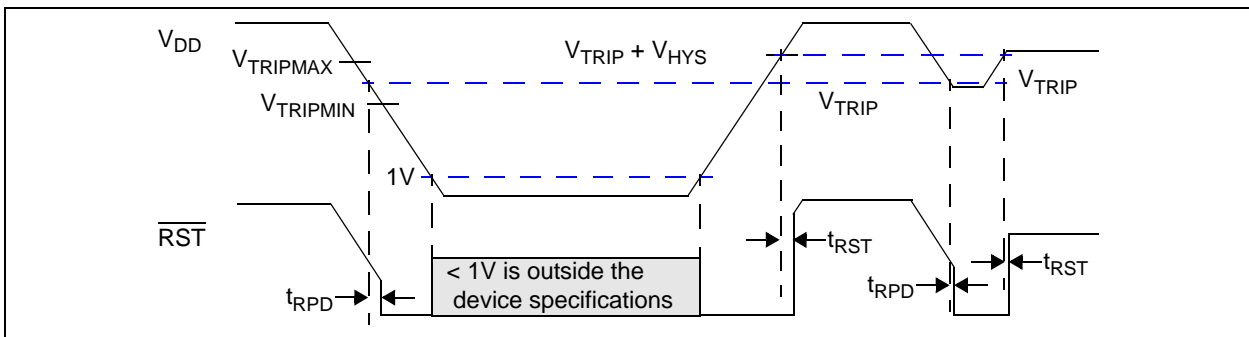 VDD
VTRIPMAX
VTRIPMIN
VTRIP + VHYS
VTRIP
VTRIP
1V
RST
< 1V is outside the
device specifications
tRPD
tRST
tRPD
tRST